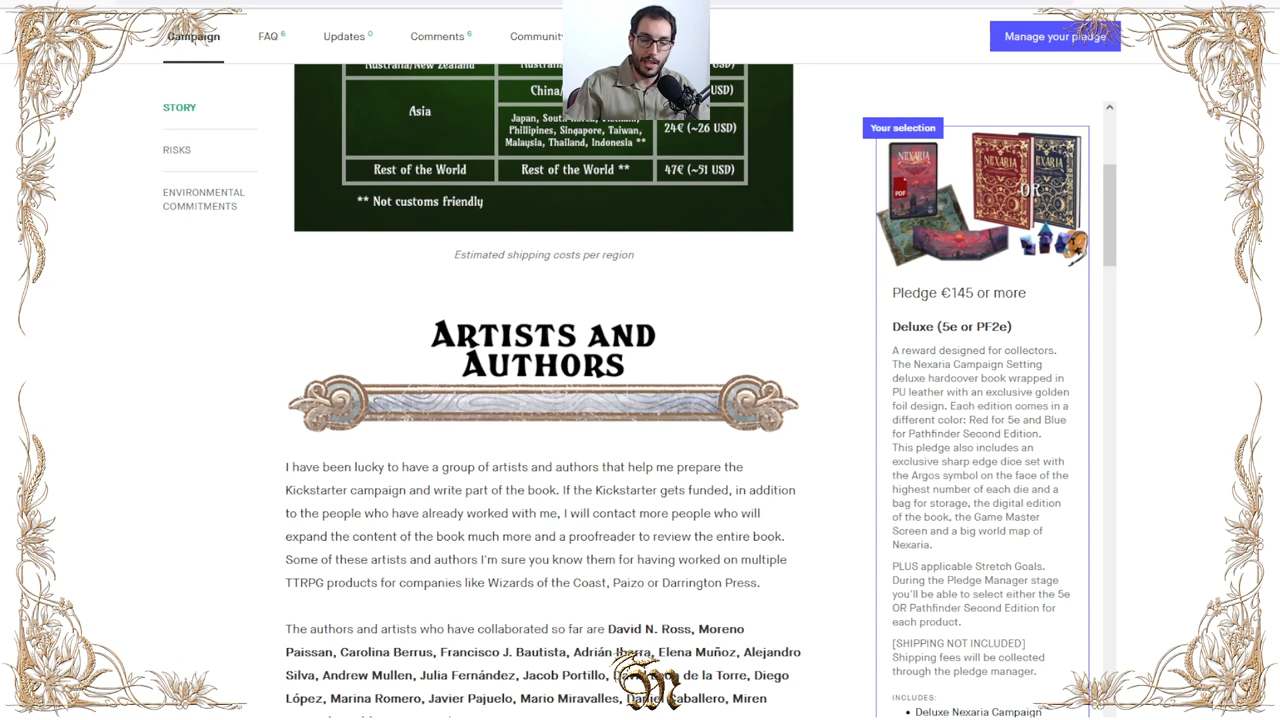 Campaign
FAQ 6
Updates 0
Comments 6
Manage your pledge
STORY
RISKS
ENVIRONMENTAL
COMMITMENTS
Australia/New Zealand
Asia
24€ (~26 USD)
Phillipines, Singapore, Taiwan,
Malaysia, Thailand, Indonesia **
Rest of the World
Rest of the World **
47€ (~51 USD)
** Not customs friendly
Estimated shipping costs per region
ARTISTS AND
AUTHORS
I have been lucky to have a group of artists and authors that help me prepare the
Kickstarter campaign and write part of the book. If the Kickstarter gets funded, in addition
to the people who have already worked with me, I will contact more people who will
expand the content of the book much more and a proofreader to review the entire book.
Some of these artists and authors I'm sure you know them for having worked on multiple
TTRPG products for companies like Wizards of the Coast, Paizo or Darrington Press.
The authors and artists who have collaborated so far are David N. Ross, Moreno
Paissan, Carolina Berrus, Francisco J. Bautista, Adrián Ibarra, Elena Muñoz, Alejandro
Silva, Andrew Mullen, Julia Fernández, Jacob Portillo, de la Torre, Diego
López, Marina Romero, Javier Pajuelo, Mario Miravalles, Daniel Caballero, Miren
Your selection
NEXARIA
PDF
NEXARIA
OR
NEXARIA
Pledge €145 or more
Deluxe (5e or PF2e)
A reward designed for collectors.
The Nexaria Campaign Setting
deluxe hardcover book wrapped in
PU leather with an exclusive golden
foil design. Each edition comes in a
different color: Red for 5e and Blue
for Pathfinder Second Edition.
This pledge also includes an
exclusive sharp edge dice set with
the Argos symbol on the face of the
highest number of each die and a
bag for storage, the digital edition
of the book, the Game Master
Screen and a big world map of
Nexaria.
PLUS applicable Stretch Goals.
During the Pledge Manager stage
you'll be able to select either the 5e
OR Pathfinder Second Edition for
each product.
[SHIPPING NOT INCLUDED]
Shipping fees will be collected
through the pledge manager.
INCLUDES:
• Deluxe Nexaria Campaign